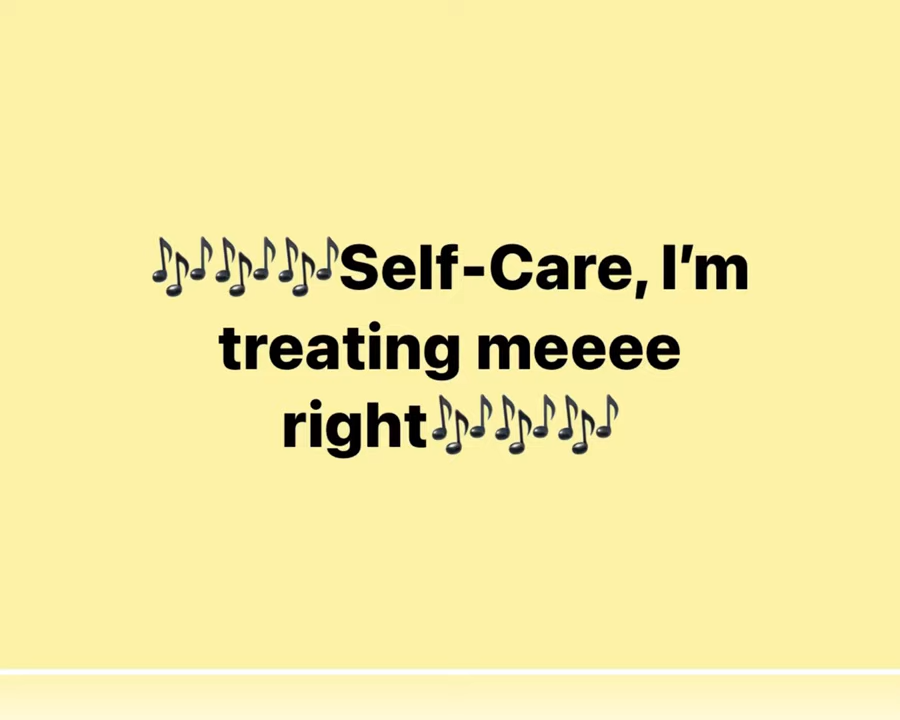 🎶🎶🎶Self-Care, I’m
treating meeee
right🎶🎶🎶